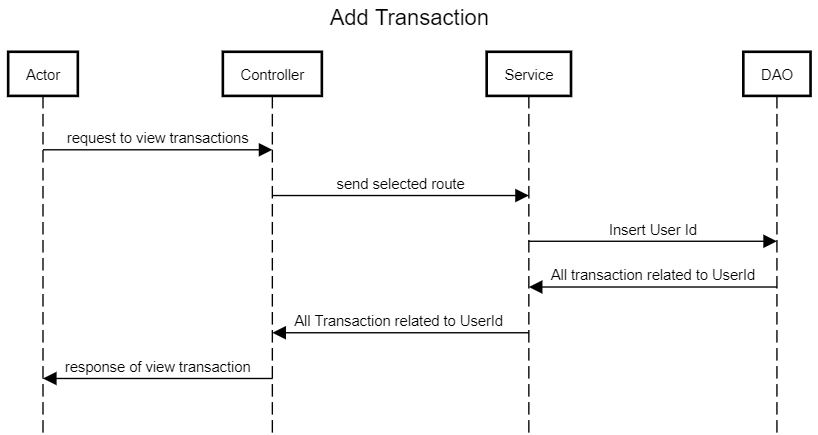 Add Transaction
Actor
Controller
Service
DAO
request to view transactions
send selected route
Insert User Id
All transaction related to UserId
All Transaction related to UserId
response of view transaction